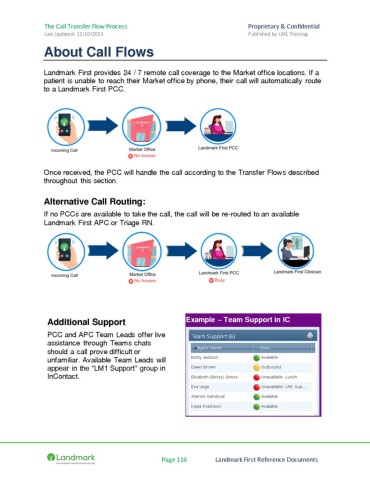 The Call Transfer Flow Process
Proprietary & Confidential
Last Updated: 12/10/2023
Published by LM1 Training
About Call Flows
Landmark First provides 24 / 7 remote call coverage to the Market office locations. If a
patient is unable to reach their Market office by phone, their call will automatically route
to a Landmark First PCC.
Incoming Call
Market Office
No Answer
Landmark First PCC
Once received, the PCC will handle the call according to the Transfer Flows described
throughout this section.
Alternative Call Routing:
If no PCCs are available to take the call, the call will be re-routed to an available
Landmark First APC or Triage RN.
Incoming Call
Market Office
No Answer
Landmark First PCC
Busy
Landmark First Clinician
Additional Support
PCC and APC Team Leads offer live
assistance through Teams chats
should a call prove difficult or
unfamiliar. Available Team Leads will
appear in the "LM1 Support" group in
InContact.
Example – Team Support in IC
Team Support (6)
Agent Name State
Betty Jackson Available
Dawn Brown Outbound
Elizabeth (Betsy) Ghose Unavailable: Lunch
Eva Vega Unavailable: LM1 Sup...
Jeanne Sandoval Available
Kayla Robinson Available
Landmark
Page 116
Landmark First Reference Documents